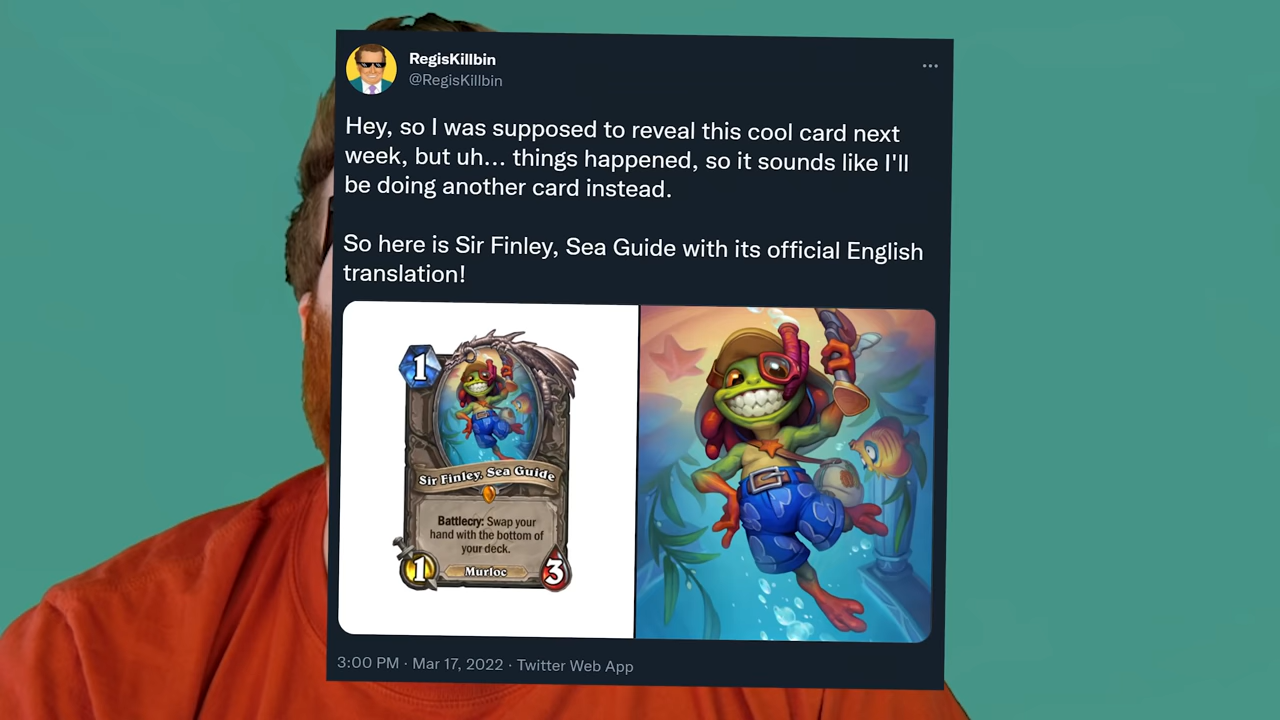 RegisKillbin
@RegisKillbin
Hey, so I was supposed to reveal this cool card next
week, but uh... things happened, so it sounds like I'll
be doing another card instead.
So here is Sir Finley, Sea Guide with its official English
translation!
1
Sir Finley, Sea Guide
Battlecry: Swap your
hand with the bottom of
your deck.
1
Murloc
3
3:00 PM · Mar 17, 2022 · Twitter Web App